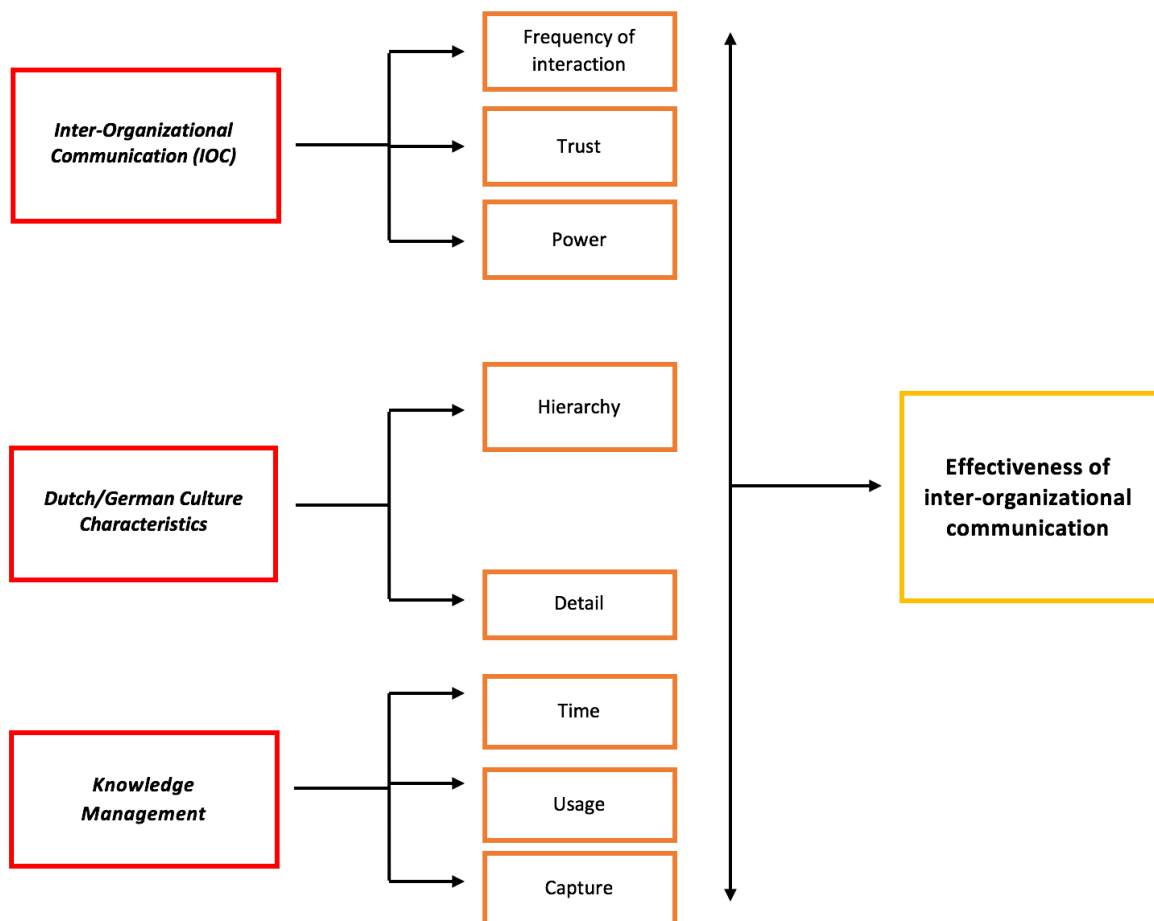 Inter-Organizational
Communication (IOC)
Frequency of
interaction
Trust
Power
Dutch/German Culture
Characteristics
Hierarchy
Detail
Knowledge
Management
Time
Usage
Capture
Effectiveness of
inter-organizational
communication